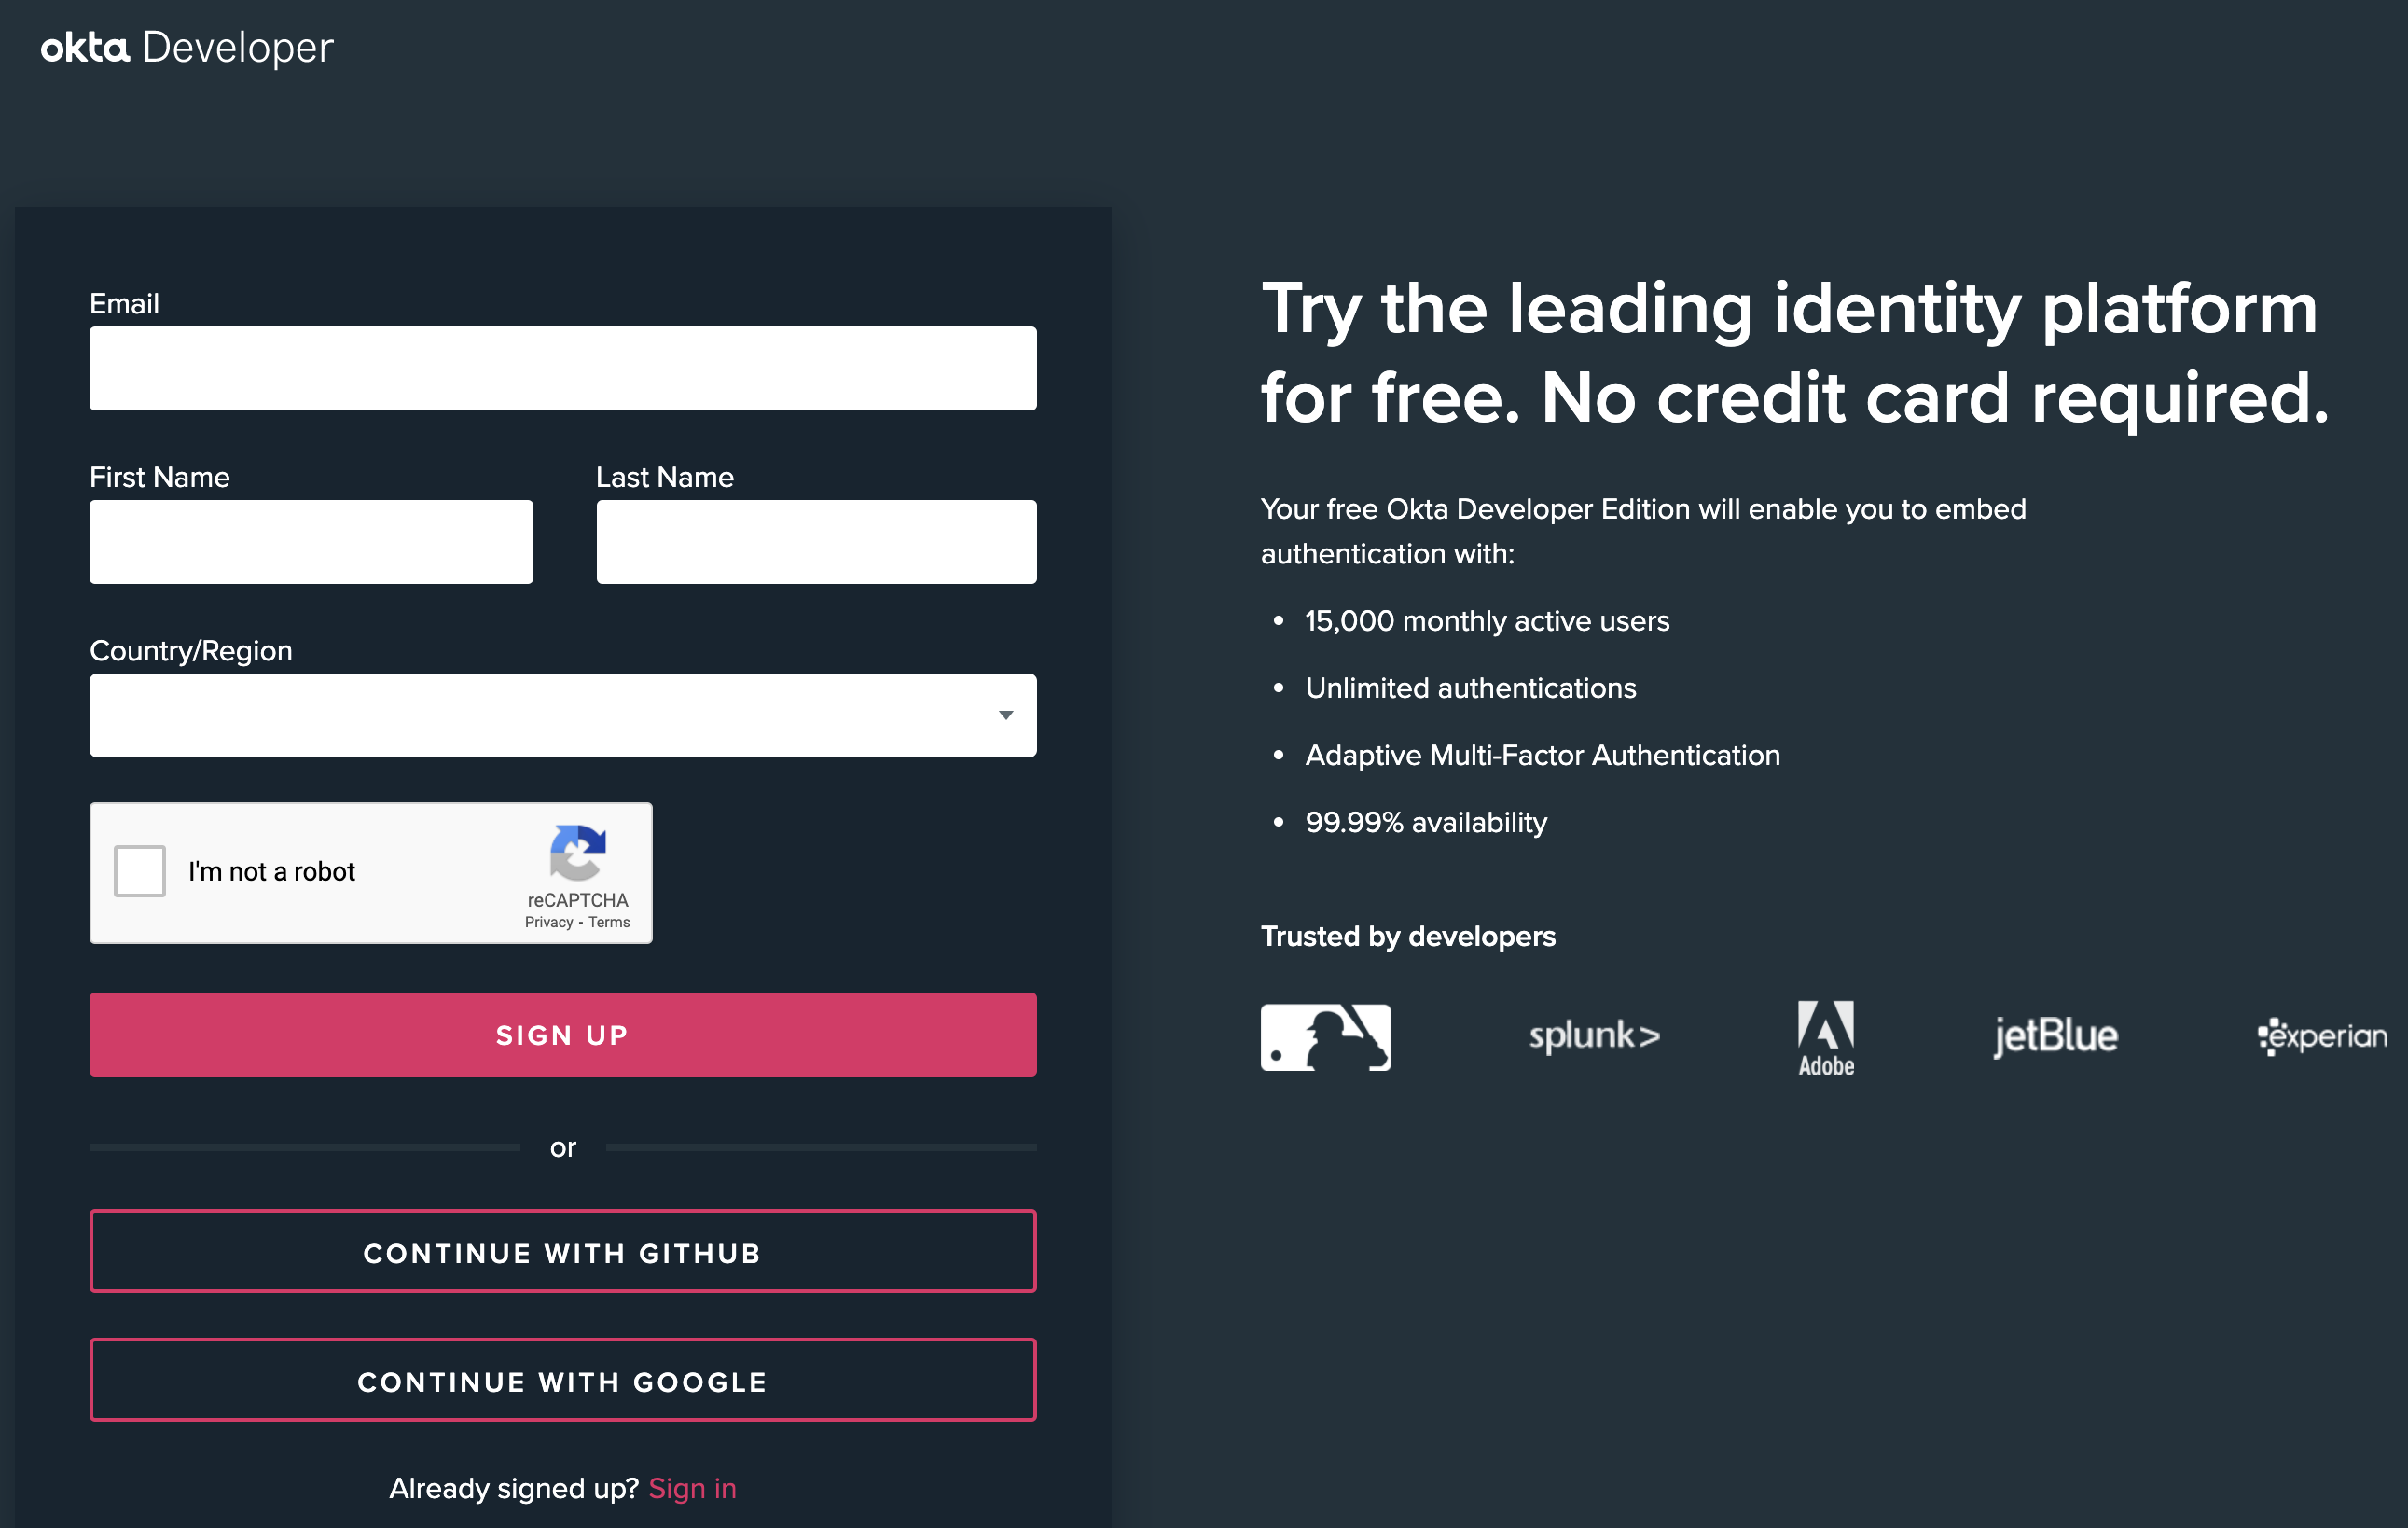 okta Developer
Email
First Name
Last Name
Country/Region
I'm not a robot
reCAPTCHA
Privacy - Terms
SIGN UP
or
CONTINUE WITH GITHUB
CONTINUE WITH GOOGLE
Already signed up? Sign in
Try the leading identity platform
for free. No credit card required.
Your free Okta Developer Edition will enable you to embed
authentication with:
• 15,000 monthly active users
• Unlimited authentications
• Adaptive Multi-Factor Authentication
• 99.99% availability
Trusted by developers
splunk>
Adobe
jetBlue
experian